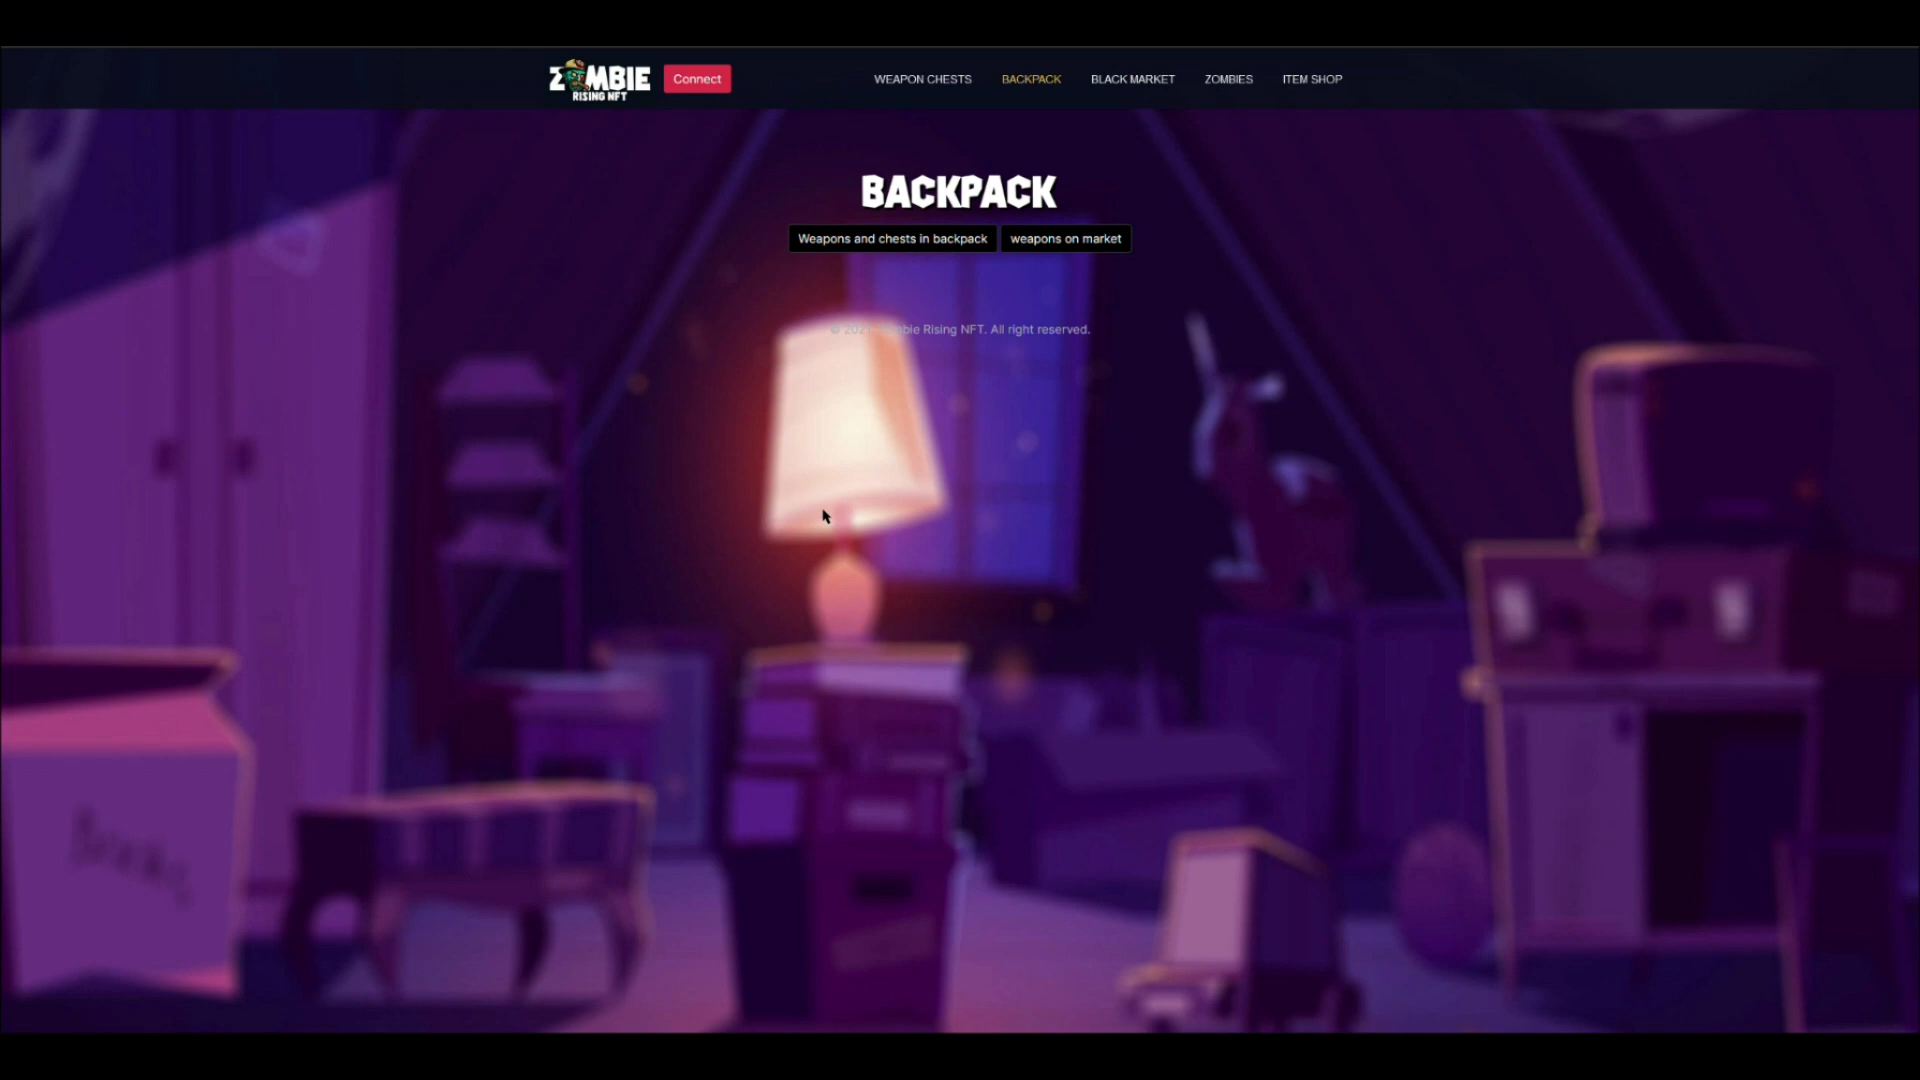 ZOMBIE
RISING NFT
Connect
WEAPON CHESTS
BACKPACK
BLACK MARKET
ZOMBIES
ITEM SHOP
BACKPACK
Weapons and chests in backpack
weapons on market
Rising NFT. All right reserved.